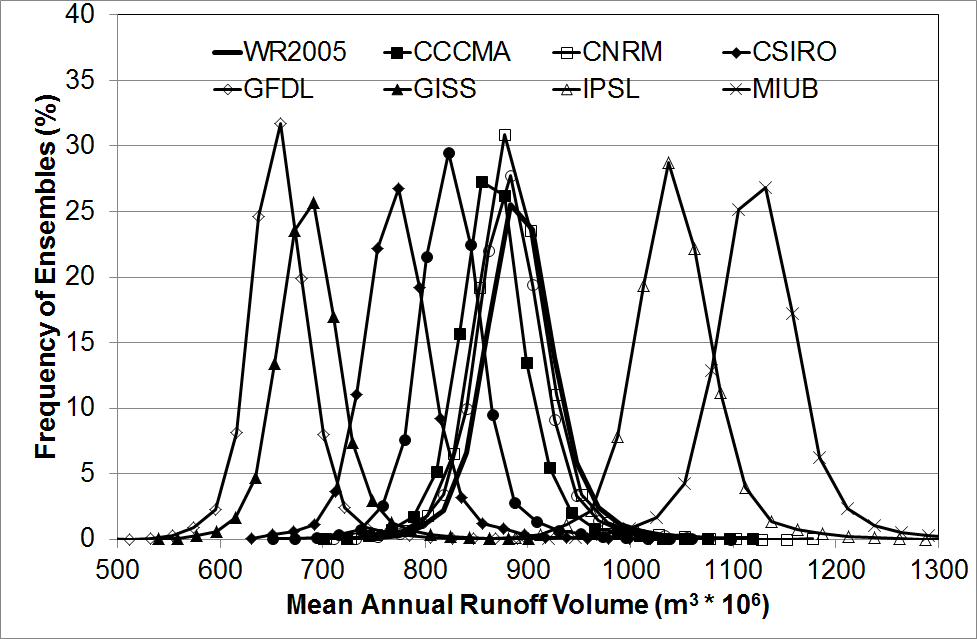 40
35
30
25
20
15
10
5
0
Frequency of Ensembles (%)
WR2005 CCCMA CNRM CSIRO
GFDL GISS IPSL MIUB
500 600 700 800 900 1000 1100 1200 1300
Mean Annual Runoff Volume (m³ * 10⁶)